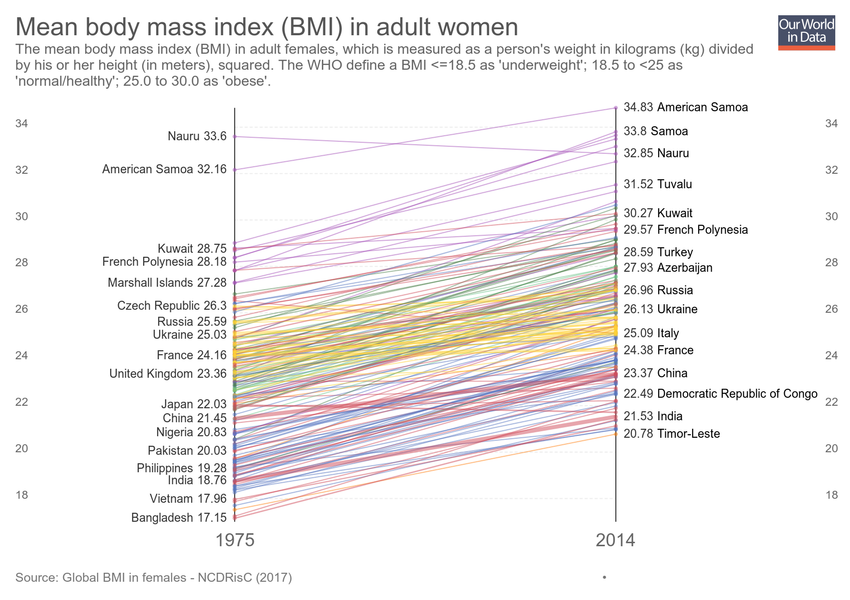 Mean body mass index (BMI) in adult women
Our World
in Data
The mean body mass index (BMI) in adult females, which is measured as a person's weight in kilograms (kg) divided
by his or her height (in meters), squared. The WHO define a BMI <=18.5 as 'underweight'; 18.5 to <25 as
'normal/healthy'; 25.0 to 30.0 as 'obese'.
34
32
30
28
26
24
22
20
18
Nauru 33.6
American Samoa 32.16
Kuwait 28.75
French Polynesia 28.18
Marshall Islands 27.28
Czech Republic 26.3
Russia 25.59
Ukraine 25.03
France 24.16
United Kingdom 23.36
Japan 22.03
China 21.45
Nigeria 20.83
Pakistan 20.03
Philippines 19.28
India 18.76
Vietnam 17.96
Bangladesh 17.15
34.83 American Samoa
33.8 Samoa
32.85 Nauru
31.52 Tuvalu
30.27 Kuwait
29.57 French Polynesia
28.59 Turkey
27.93 Azerbaijan
26.96 Russia
26.13 Ukraine
25.09 Italy
24.38 France
23.37 China
22.49 Democratic Republic of Congo
21.53 India
20.78 Timor-Leste
34
32
30
28
26
24
22
20
18
1975
2014
Source: Global BMI in females - NCDRisC (2017)